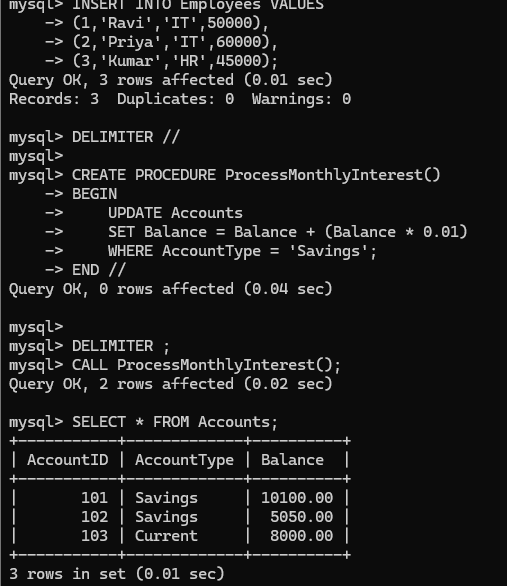 mysql> INSERT INTO Employees VALUES
    -> (1,'Ravi','IT',50000),
    -> (2,'Priya','IT',60000),
    -> (3,'Kumar','HR',45000);
Query OK, 3 rows affected (0.01 sec)
Records: 3  Duplicates: 0  Warnings: 0

mysql> DELIMITER //
mysql>
mysql> CREATE PROCEDURE ProcessMonthlyInterest()
    -> BEGIN
    ->     UPDATE Accounts
    ->     SET Balance = Balance + (Balance * 0.01)
    ->     WHERE AccountType = 'Savings';
    -> END //
Query OK, 0 rows affected (0.04 sec)

mysql>
mysql> DELIMITER ;
mysql> CALL ProcessMonthlyInterest();
Query OK, 2 rows affected (0.02 sec)

mysql> SELECT * FROM Accounts;
+-----------+-------------+----------+
| AccountID | AccountType | Balance  |
+-----------+-------------+----------+
|       101 | Savings     | 10100.00 |
|       102 | Savings     |  5050.00 |
|       103 | Current     |  8000.00 |
+-----------+-------------+----------+
3 rows in set (0.01 sec)